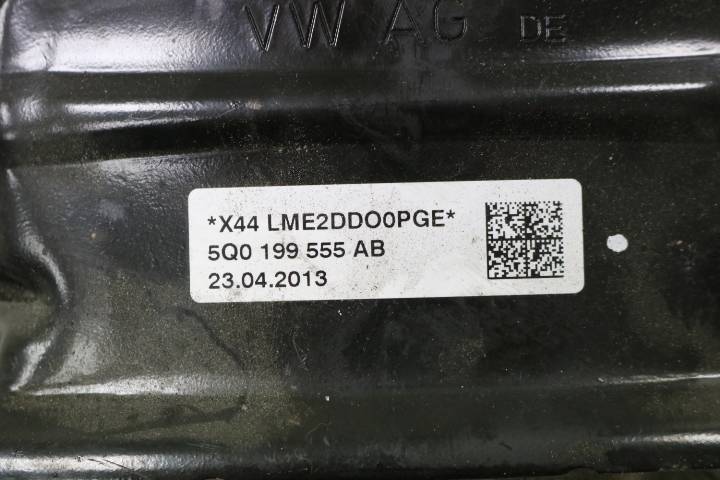 VW AG DE
*X44 LME2DDO0PGE*
5Q0 199 555 AB
23.04.2013